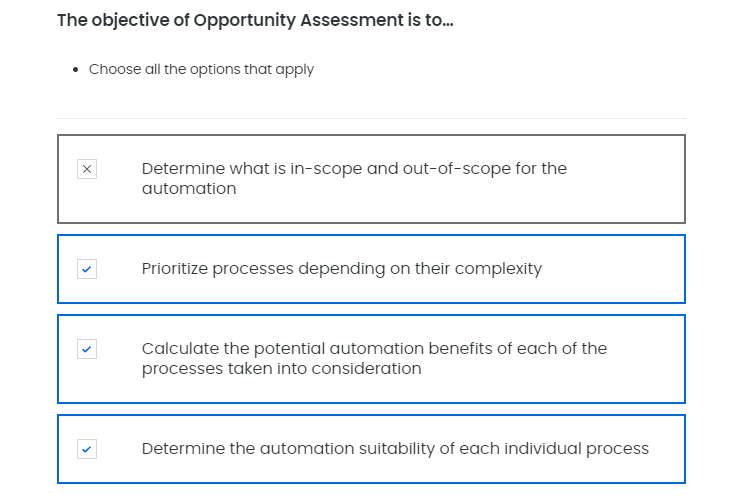 The objective of Opportunity Assessment is to...
• Choose all the options that apply
Determine what is in-scope and out-of-scope for the
automation
Prioritize processes depending on their complexity
Calculate the potential automation benefits of each of the
processes taken into consideration
Determine the automation suitability of each individual process